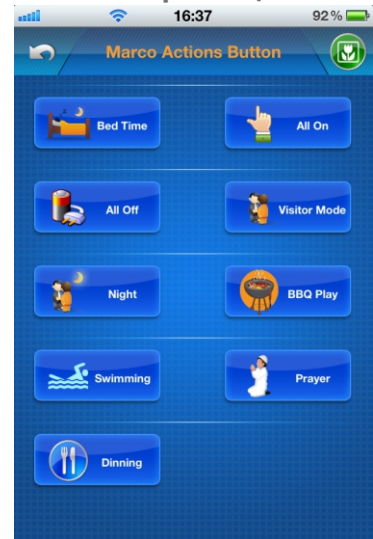 16:37
92%
Marco Actions Button
Bed Time
All On
All Off
Visitor Mode
Night
BBQ Play
Swimming
Prayer
Dinning